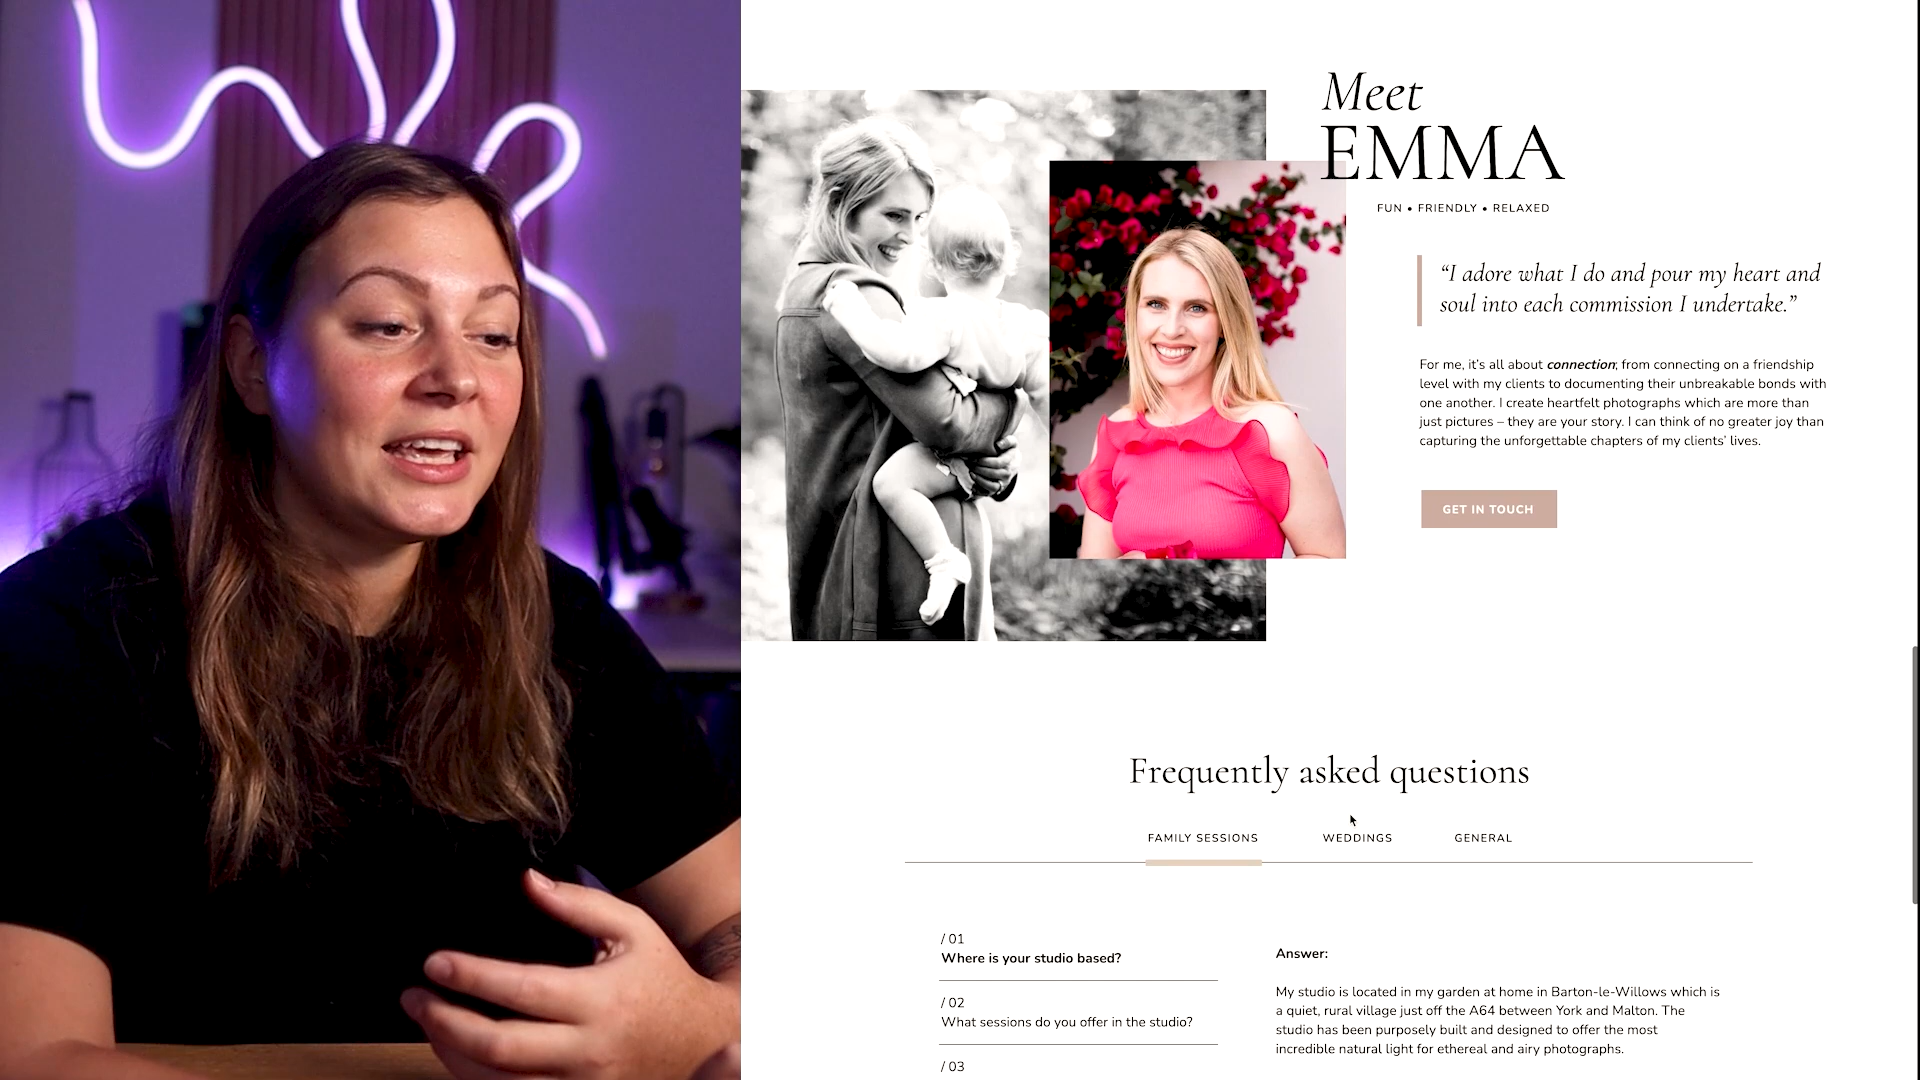 Meet
EMMA
FUN • FRIENDLY • RELAXED
“I adore what I do and pour my heart and
soul into each commission I undertake.”
For me, it’s all about connection; from connecting on a friendship
level with my clients to documenting their unbreakable bonds with
one another. I create heartfelt photographs which are more than
just pictures – they are your story. I can think of no greater joy than
capturing the unforgettable chapters of my clients’ lives.
GET IN TOUCH
Frequently asked questions
FAMILY SESSIONS WEDDINGS GENERAL
/ 01
Where is your studio based?
/ 02
What sessions do you offer in the studio?
/ 03
Answer:
My studio is located in my garden at home in Barton-le-Willows which is
a quiet, rural village just off the A64 between York and Malton. The
studio has been purposely built and designed to offer the most
incredible natural light for ethereal and airy photographs.